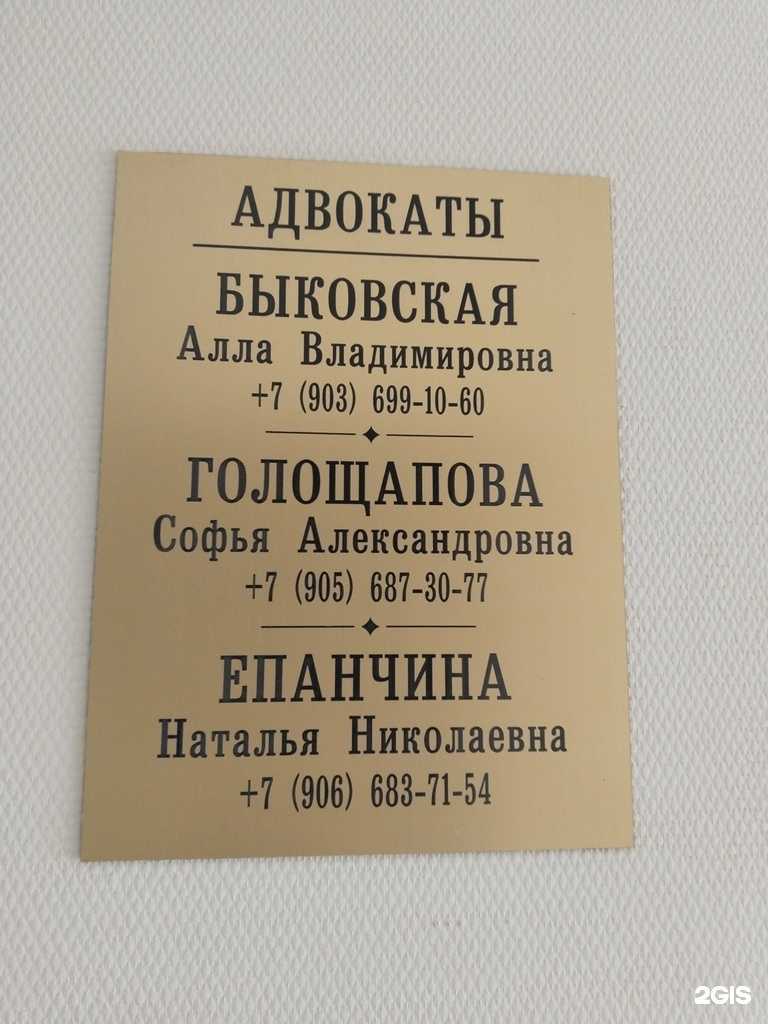 АДВОКАТЫ
БЫКОВСКАЯ
Алла Владимировна
+7 (903) 699-10-60
ГОЛОЩАПОВА
Софья Александровна
+7 (905) 687-30-77
ЕПАНЧИНА
Наталья Николаевна
+7 (906) 683-71-54
2GIS